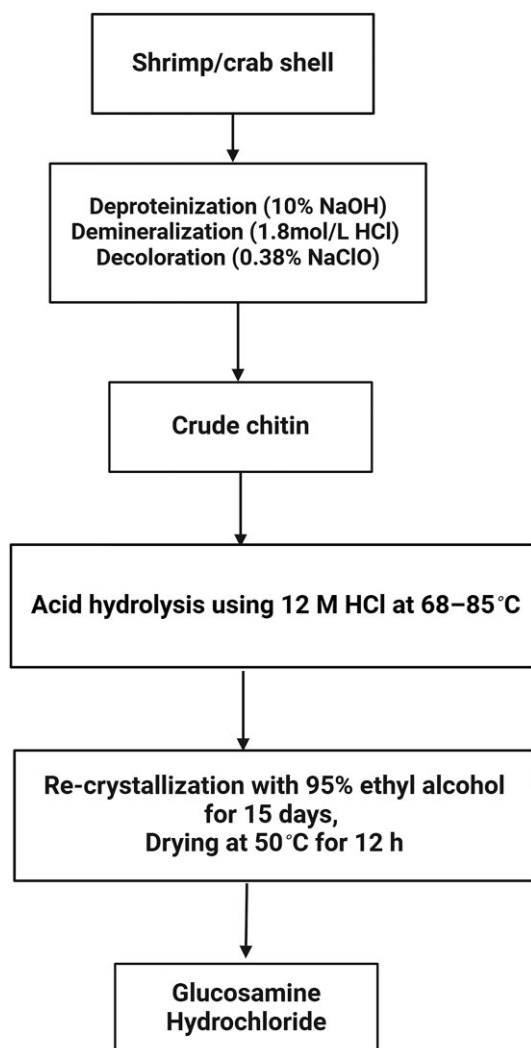 Shrimp/crab shell
Deproteinization (10% NaOH)
Demineralization (1.8mol/L HCl)
Decoloration (0.38% NaClO)
Crude chitin
Acid hydrolysis using 12 M HCl at 68–85°C
Re-crystallization with 95% ethyl alcohol
for 15 days,
Drying at 50°C for 12 h
Glucosamine
Hydrochloride